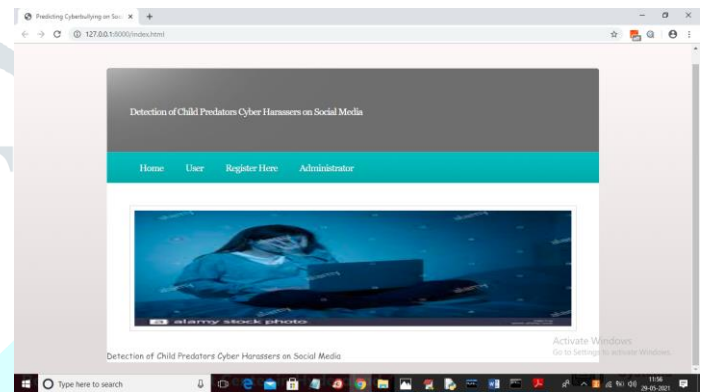 Predicting Cyberbullying on Soc
127.0.0.1:8000/index.html
Detection of Child Predators Cyber Harassers on Social Media
Home User Register Here Administrator
alamy
a alamy stock photo
Detection of Child Predators Cyber Harassers on Social Media
Activate Windows
Go to Settings to activate Windows.
Type here to search
11:56
29-05-2021